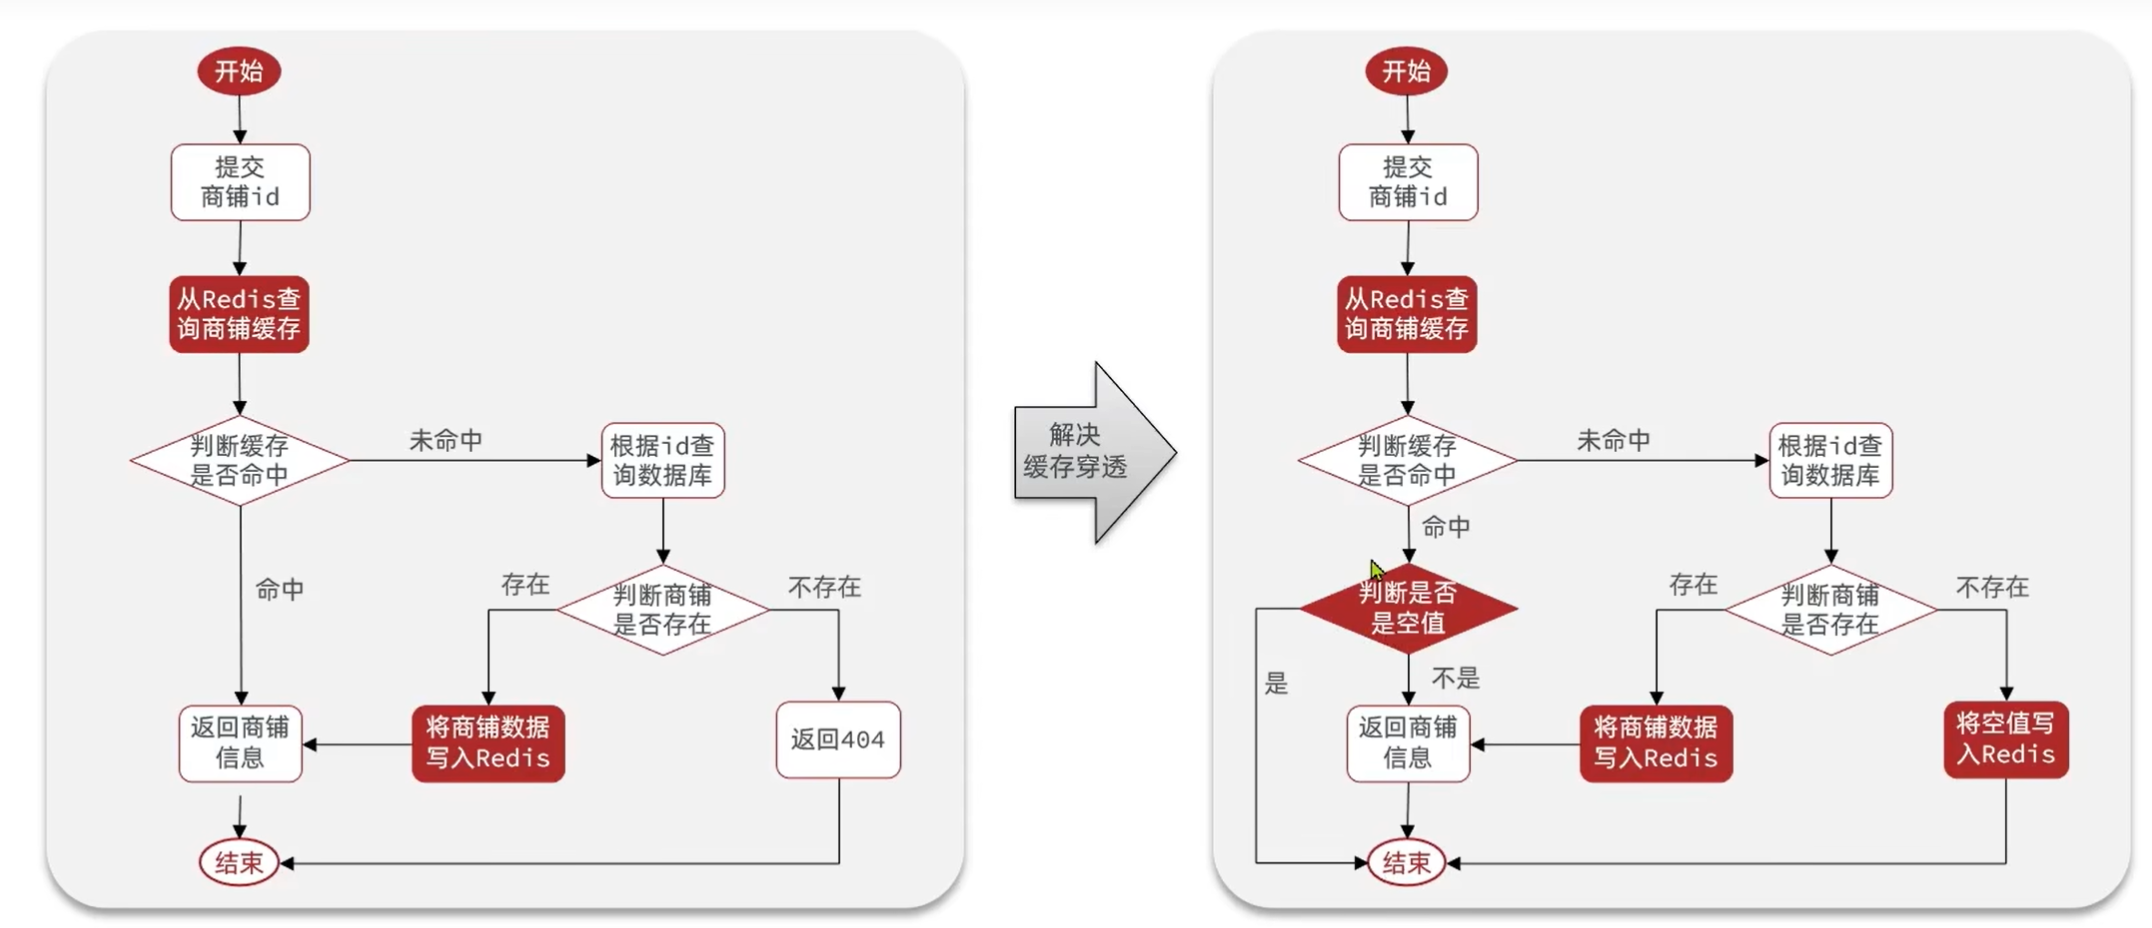 开始
提交
商铺id
从Redis查
询商铺缓存
判断缓存
是否命中
未命中
根据id查
询数据库
命中
存在
判断商铺
是否存在
不存在
返回商铺
信息
将商铺数据
写入Redis
返回404
结束
解决
缓存穿透
开始
提交
商铺id
从Redis查
询商铺缓存
判断缓存
是否命中
未命中
根据id查
询数据库
命中
判断是否
是空值
存在
判断商铺
是否存在
不存在
是
不是
返回商铺
信息
将商铺数据
写入Redis
将空值写
入Redis
结束